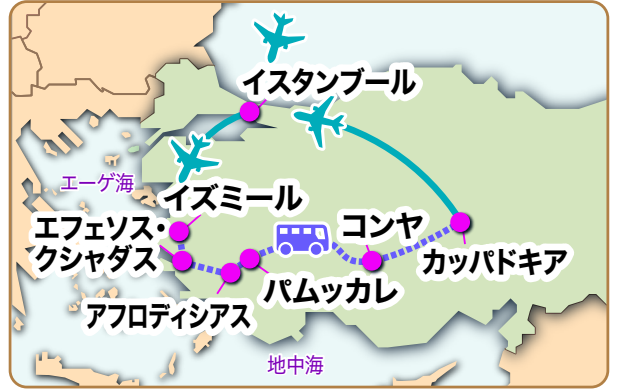 イスタンブール
エーゲ海
イズミール
エフェソス・
クシャダス
コンヤ
カッパドキア
パムッカレ
アフロディシアス
地中海